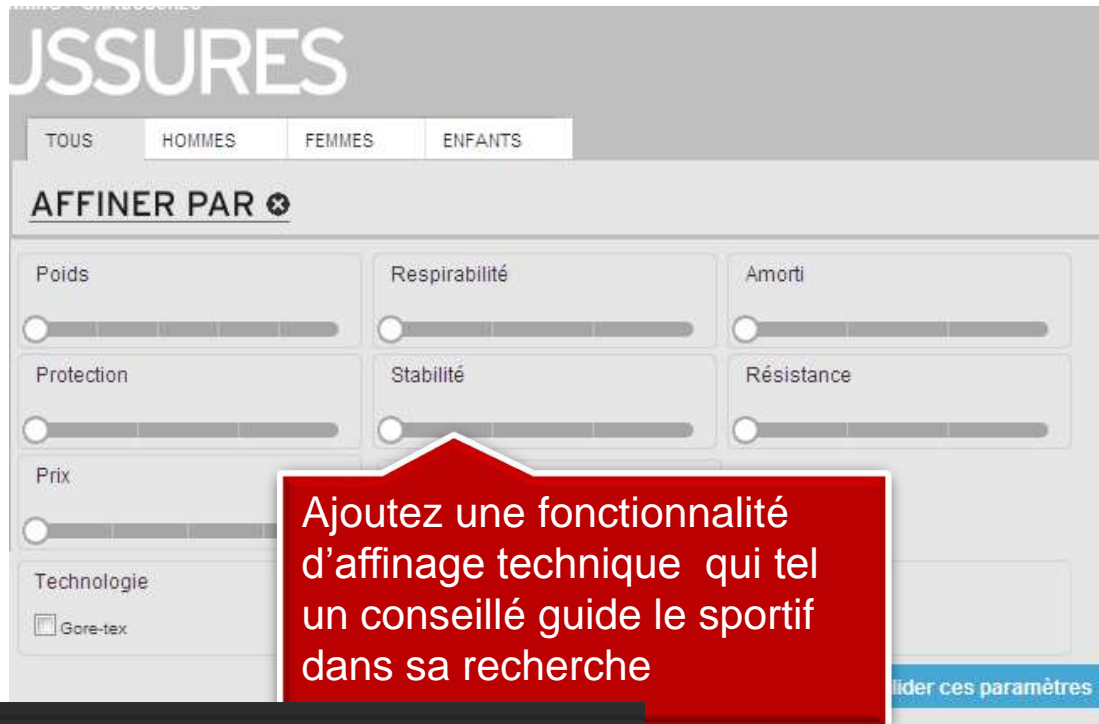 USSURES
TOUS HOMMES FEMMES ENFANTS
AFFINER PAR
Poids Respirabilité Amorti
Protection Stabilité Résistance
Prix
Ajoutez une fonctionnalité
d'affinage technique qui tel
un conseillé guide le sportif
dans sa recherche
Technologie
Gore-tex
lider ces paramètres